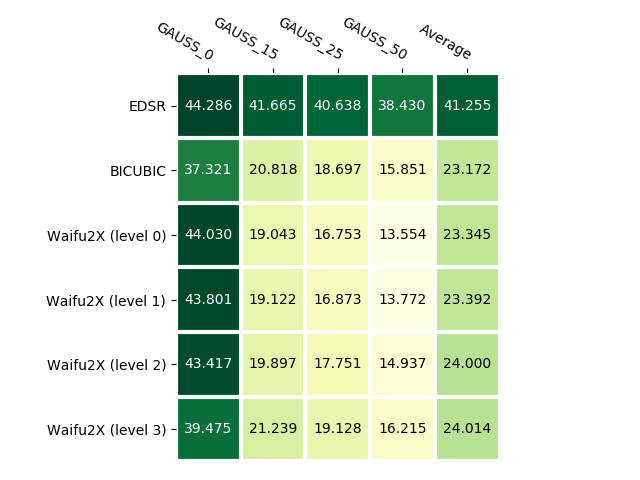 GAUSS_0 GAUSS_15 GAUSS_25 GAUSS_50 Average
EDSR 44.286 41.665 40.638 38.430 41.255
BICUBIC 37.321 20.818 18.697 15.851 23.172
Waifu2X (level 0) 44.030 19.043 16.753 13.554 23.345
Waifu2X (level 1) 43.801 19.122 16.873 13.772 23.392
Waifu2X (level 2) 43.417 19.897 17.751 14.937 24.000
Waifu2X (level 3) 39.475 21.239 19.128 16.215 24.014